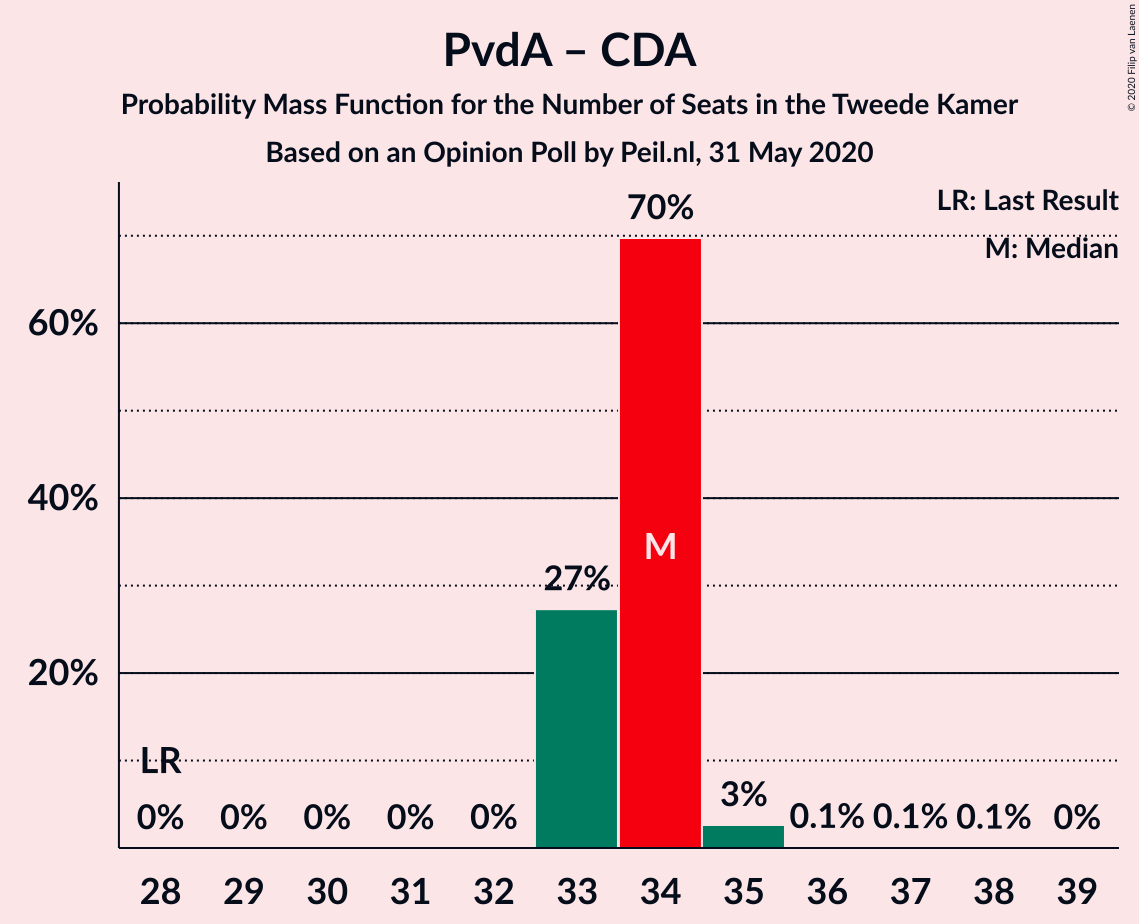 PvdA – CDA
Probability Mass Function for the Number of Seats in the Tweede Kamer
Based on an Opinion Poll by Peil.nl, 31 May 2020
© 2020 Filip van Laenen
LR: Last Result
M: Median
70%
60%
40%
M
27%
20%
LR
3%
0% 0% 0% 0% 0% 0.1% 0.1% 0.1% 0%
28 29 30 31 32 33 34 35 36 37 38 39